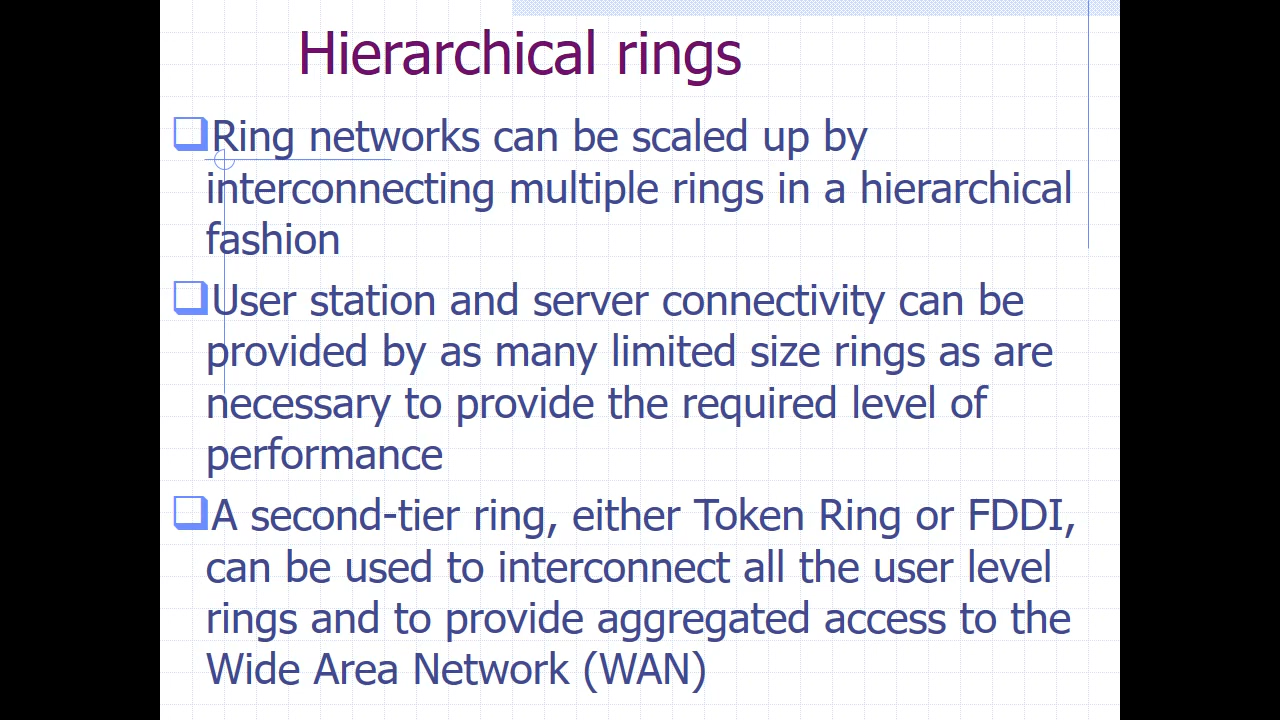 Hierarchical rings
Ring networks can be scaled up by
interconnecting multiple rings in a hierarchical
fashion
User station and server connectivity can be
provided by as many limited size rings as are
necessary to provide the required level of
performance
A second-tier ring, either Token Ring or FDDI,
can be used to interconnect all the user level
rings and to provide aggregated access to the
Wide Area Network (WAN)